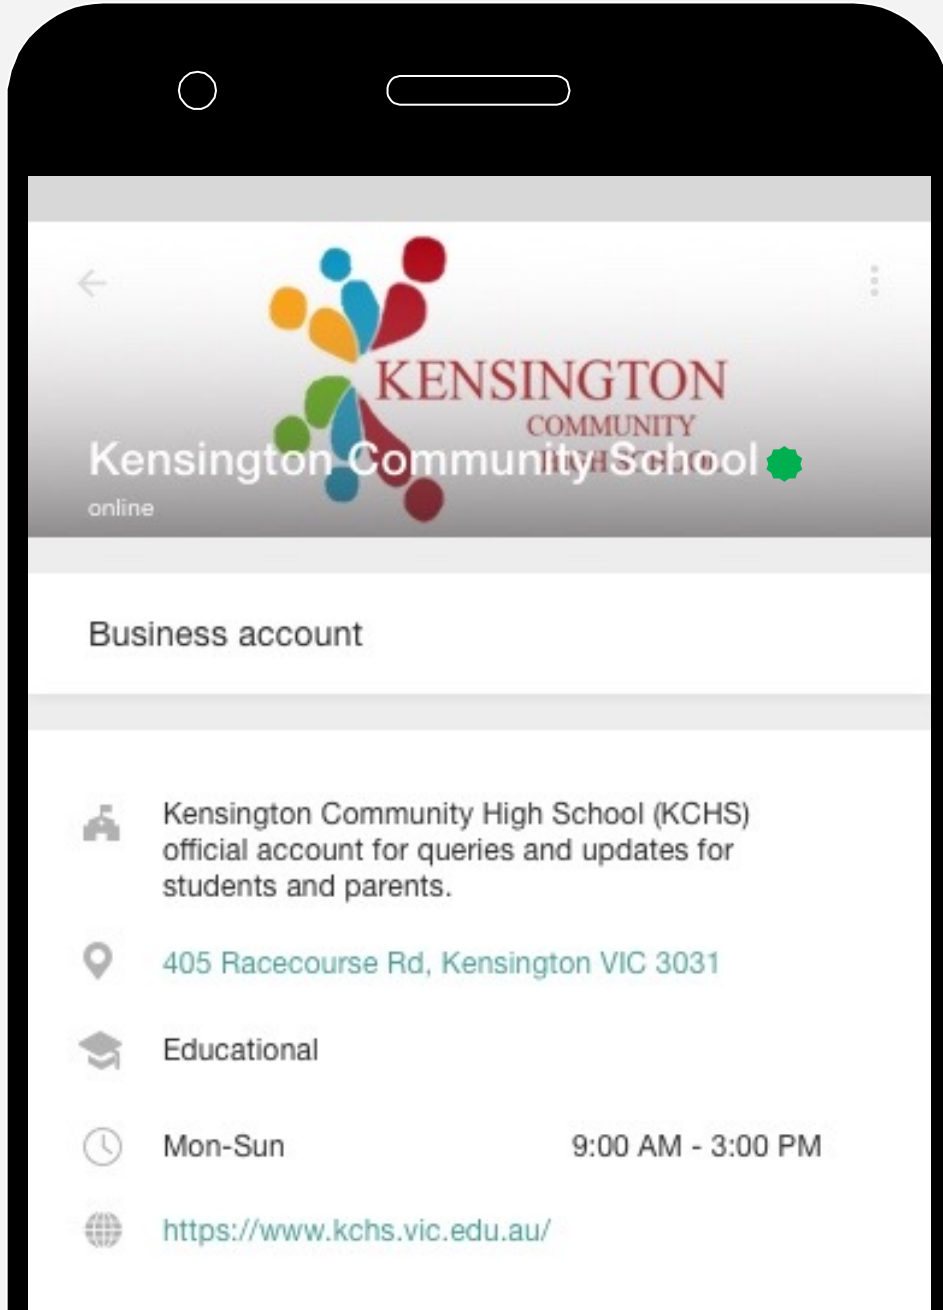 KENSINGTON
COMMUNITY
HIGH SCHOOL
Kensington Community School
online
Business account
Kensington Community High School (KCHS)
official account for queries and updates for
students and parents.
405 Racecourse Rd, Kensington VIC 3031
Educational
Mon-Sun 9:00 AM - 3:00 PM
https://www.kchs.vic.edu.au/